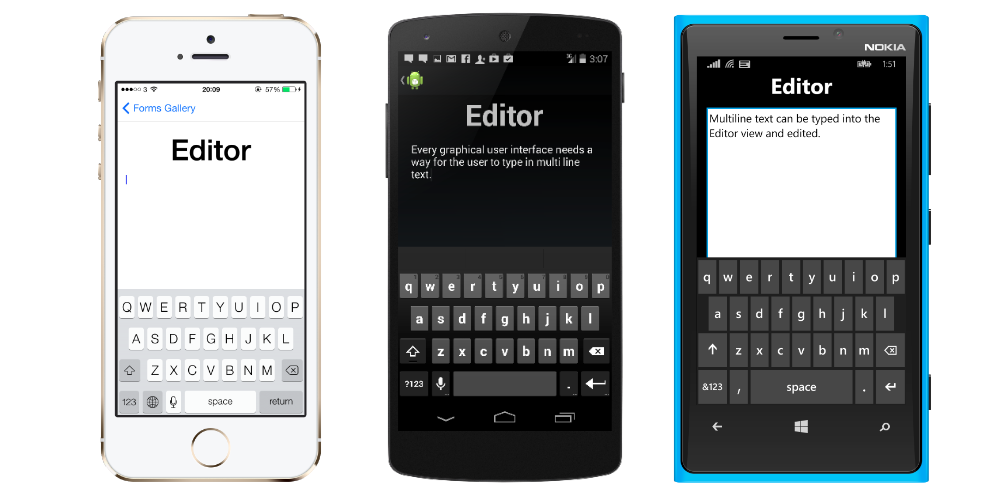 3 20:09 57%
Forms Gallery
Editor
Q W E R T Y U I O P
A S D F G H J K L
Z X C V B N M
123 space return
3:07
Editor
Every graphical user interface needs a
way for the user to type in multi line
text.
q w e r t y u i o p
a s d f g h j k l
z x c v b n m
?123 .
NOKIA
1:51
Editor
Multiline text can be typed into the
Editor view and edited.
q w e r t y u i o p
a s d f g h j k l
z x c v b n m
&123 , space .